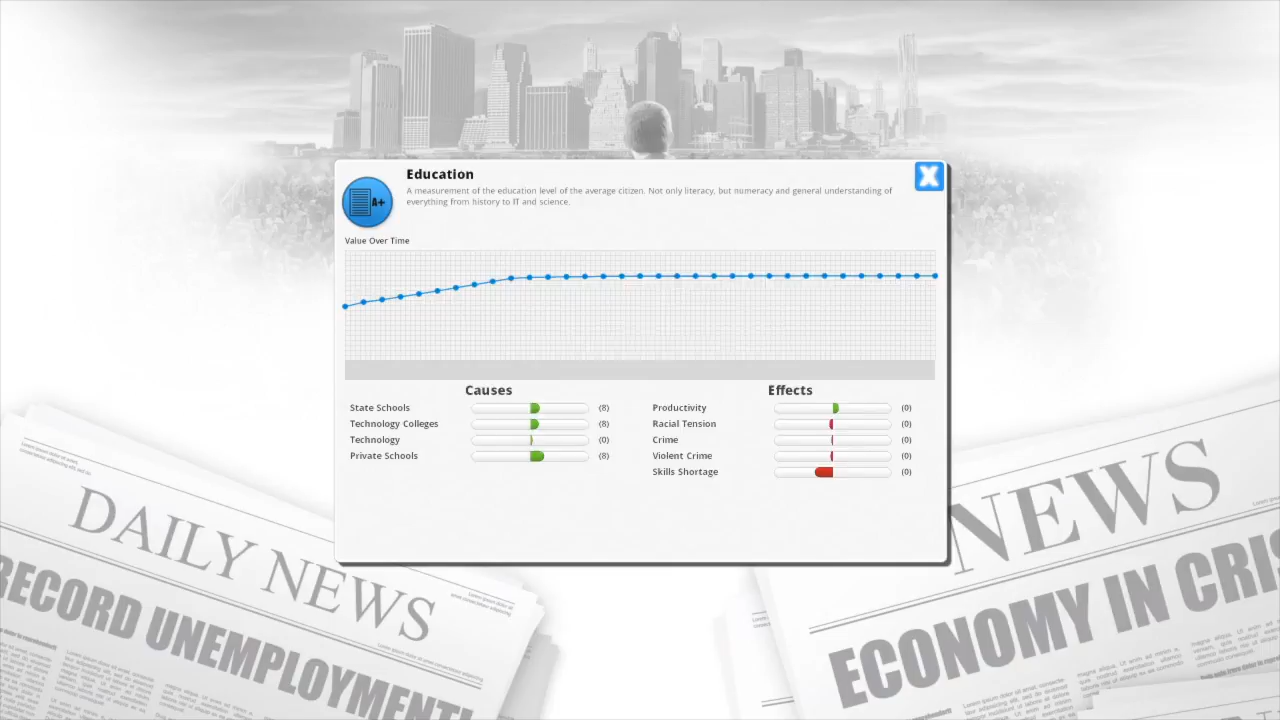 Education
A measurement of the education level of the average citizen. Not only literacy, but numeracy and general understanding of
everything from history to IT and science.
A+
Value Over Time
Causes
State Schools (8)
Technology Colleges (8)
Technology (0)
Private Schools (8)
Effects
Productivity (0)
Racial Tension (0)
Crime (0)
Violent Crime (0)
Skills Shortage (0)
DAILY NEWS
RECORD UNEMPLOYMENT!
NEWS
ECONOMY IN CRIS